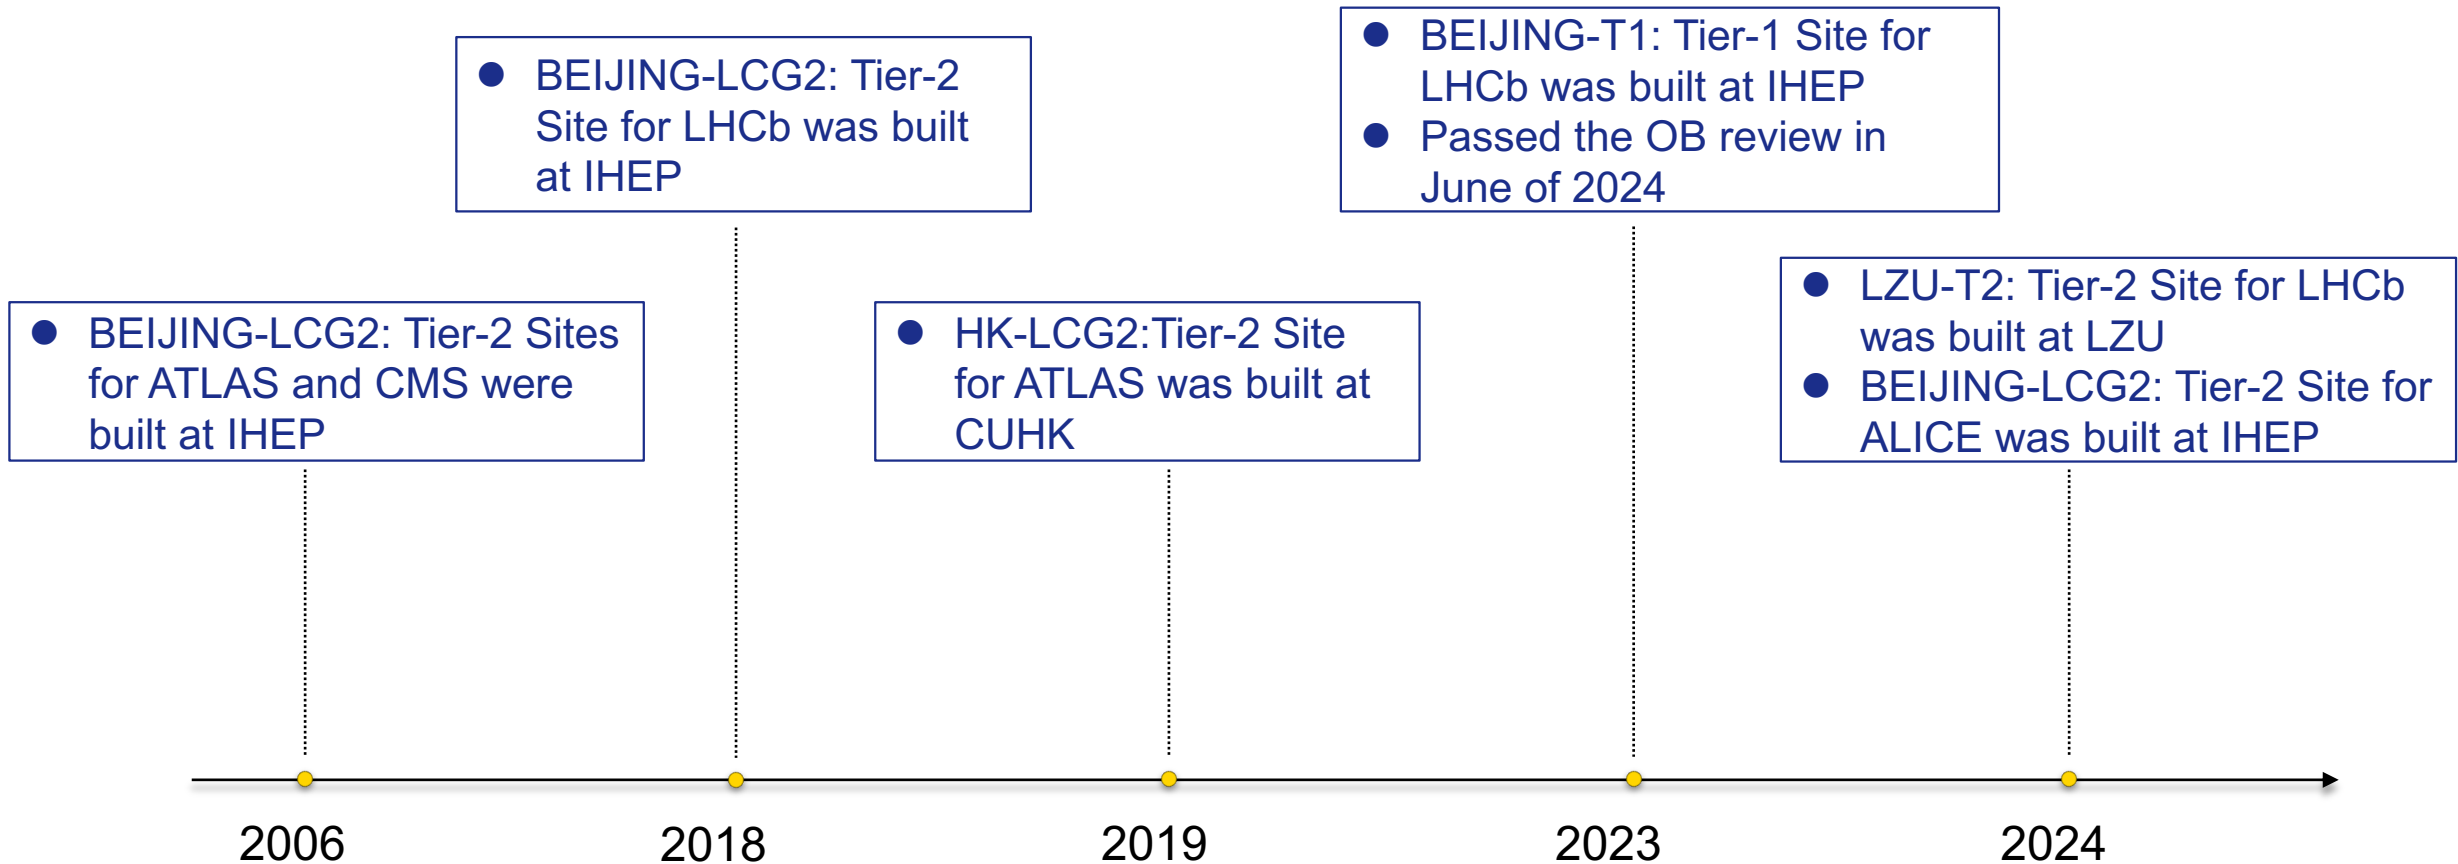 ● BEIJING-LCG2: Tier-2
Site for LHCb was built
at IHEP
● BEIJING-T1: Tier-1 Site for
LHCb was built at IHEP
● Passed the OB review in
June of 2024
● BEIJING-LCG2: Tier-2 Sites
for ATLAS and CMS were
built at IHEP
● HK-LCG2:Tier-2 Site
for ATLAS was built at
CUHK
● LZU-T2: Tier-2 Site for LHCb
was built at LZU
● BEIJING-LCG2: Tier-2 Site for
ALICE was built at IHEP
2006
2018
2019
2023
2024